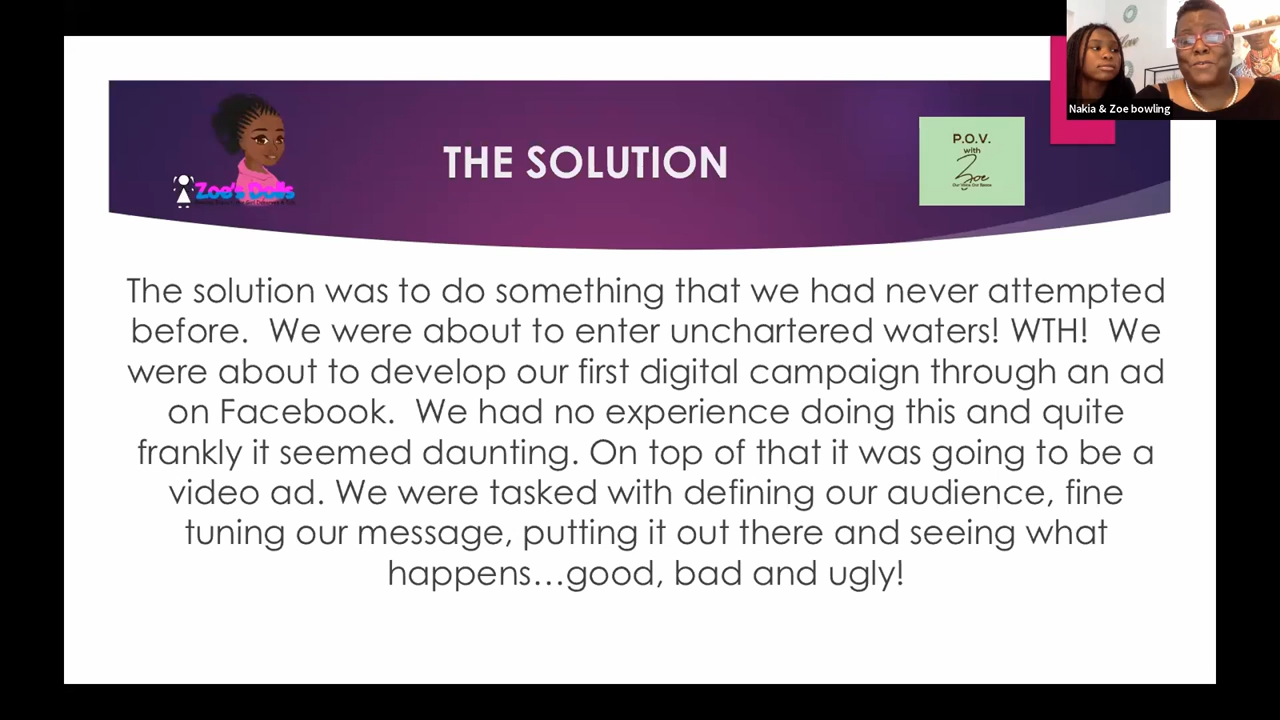 Nakia & Zoe bowling
THE SOLUTION
Zoe's Dolls
P.O.V.
with
Zoe
The solution was to do something that we had never attempted
before.  We were about to enter unchartered waters! WTH!  We
were about to develop our first digital campaign through an ad
on Facebook.  We had no experience doing this and quite
frankly it seemed daunting. On top of that it was going to be a
video ad. We were tasked with defining our audience, fine
tuning our message, putting it out there and seeing what
happens…good, bad and ugly!